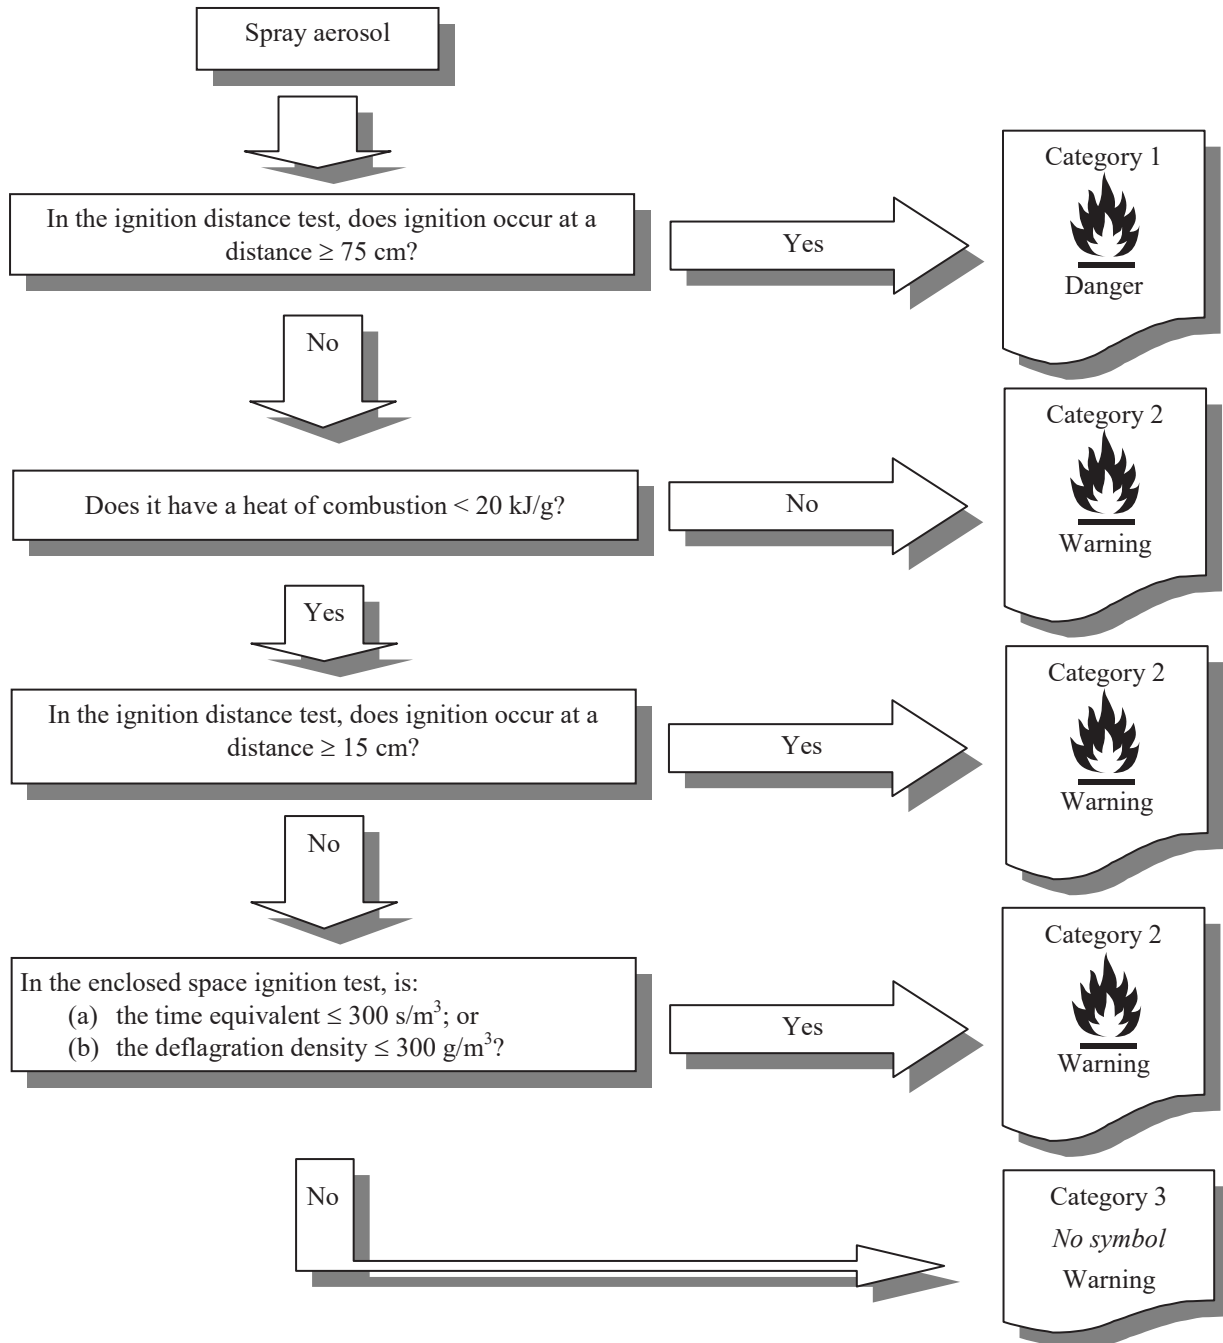 Spray aerosol
In the ignition distance test, does ignition occur at a
distance ≥ 75 cm?
Yes
Category 1
Danger
No
Does it have a heat of combustion < 20 kJ/g?
No
Category 2
Warning
Yes
In the ignition distance test, does ignition occur at a
distance ≥ 15 cm?
Yes
Category 2
Warning
No
In the enclosed space ignition test, is:
(a) the time equivalent ≤ 300 s/m³; or
(b) the deflagration density ≤ 300 g/m³?
Yes
Category 2
Warning
No
Category 3
No symbol
Warning